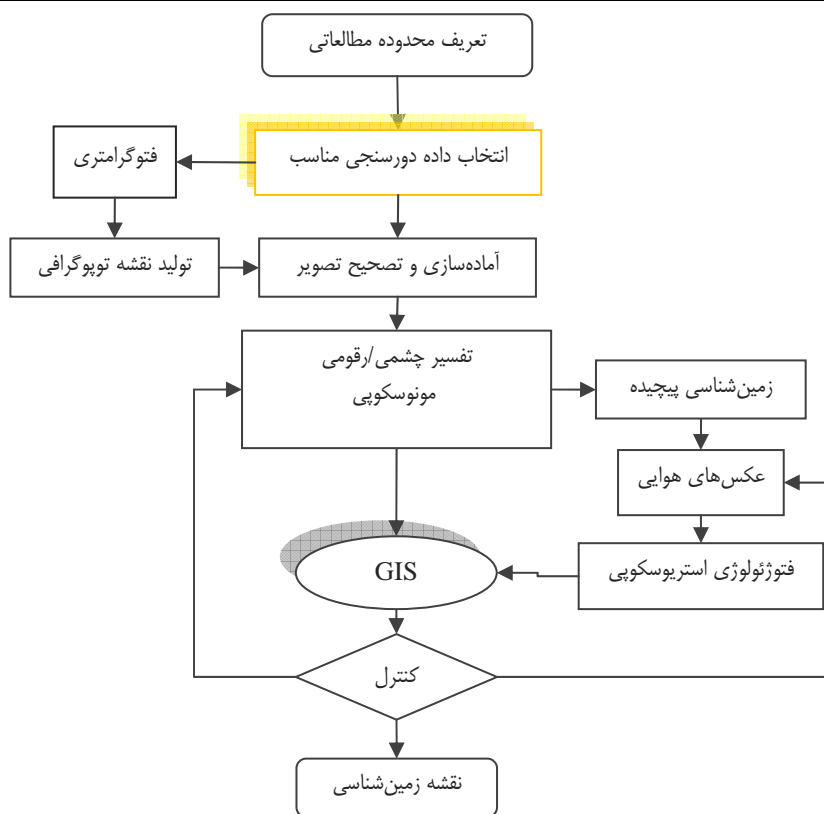 تعریف محدوده مطالعاتی
انتخاب داده دورسنجی مناسب
فتوگرامتری
تولید نقشه توپوگرافی
آماده‌سازی و تصحیح تصویر
تفسیر چشمی/رقومی
مونوسکوپی
زمین‌شناسی پیچیده
عکس‌های هوایی
فتوژئولوژی استریوسکوپی
GIS
کنترل
نقشه زمین‌شناسی